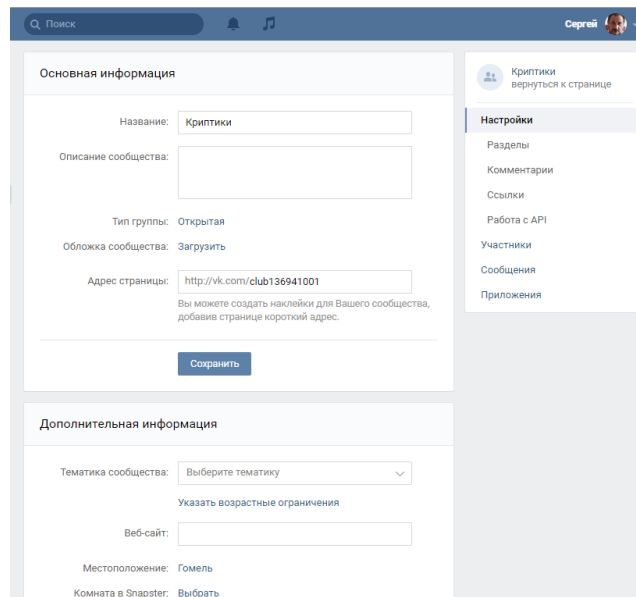 Поиск
Сергей
Основная информация
Название: Криптики
Описание сообщества:
Тип группы: Открытая
Обложка сообщества: Загрузить
Адрес страницы: http://vk.com/club136941001
Вы можете создать наклейки для Вашего сообщества,
добавив странице короткий адрес.
Сохранить
Дополнительная информация
Тематика сообщества: Выберите тематику
Указать возрастные ограничения
Веб-сайт:
Местоположение: Гомель
Комната в Snapster: Выбрать
Криптики
вернуться к странице
Настройки
Разделы
Комментарии
Ссылки
Работа с API
Участники
Сообщения
Приложения